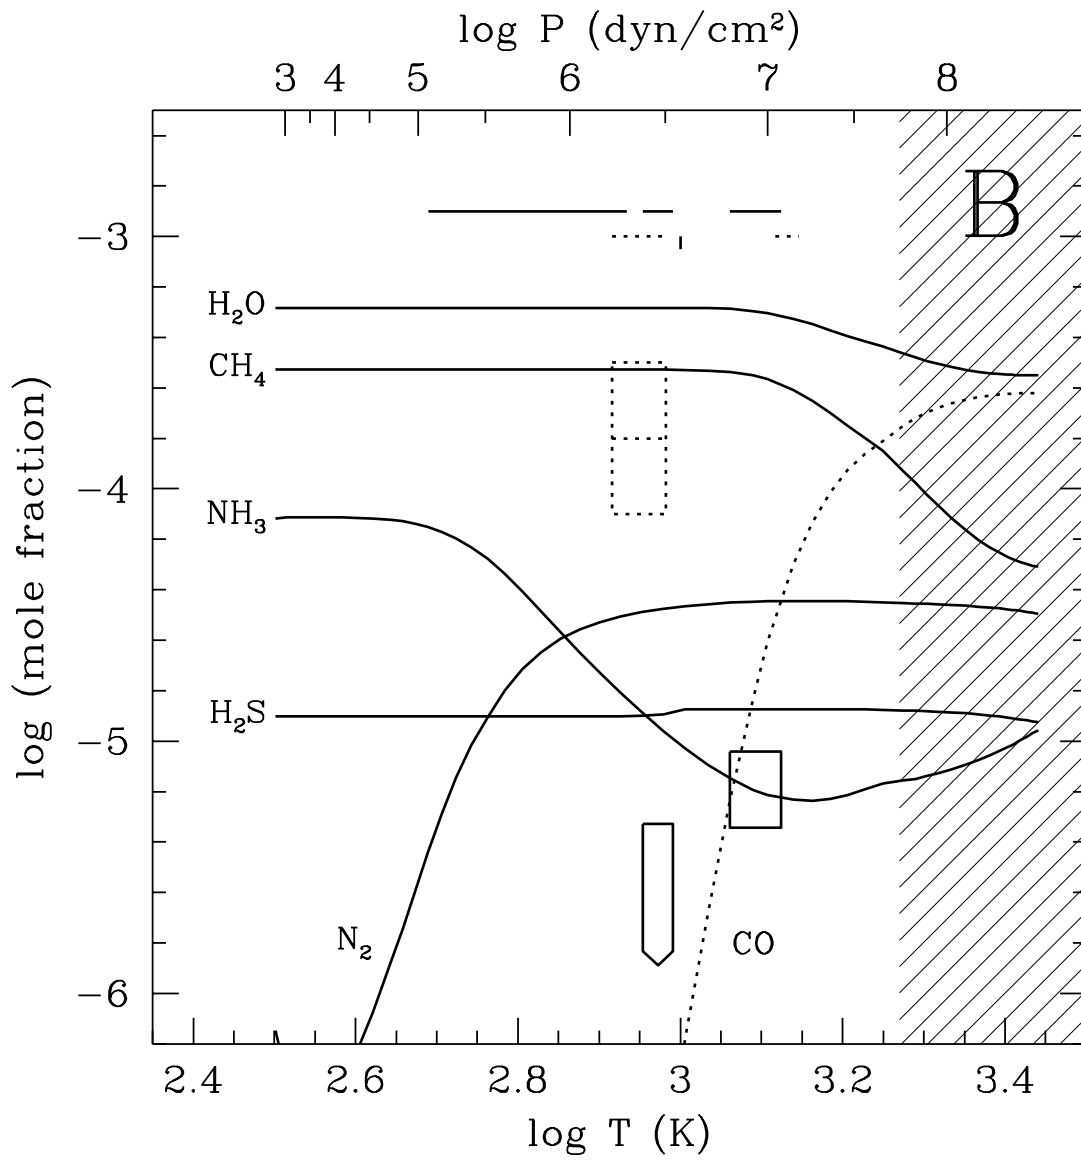 log P (dyn/cm²)
3 4 5 6 7 8
B
−3
H₂O
CH₄
−4
NH₃
H₂S
−5
N₂
CO
−6
log (mole fraction)
2.4 2.6 2.8 3 3.2 3.4
log T (K)